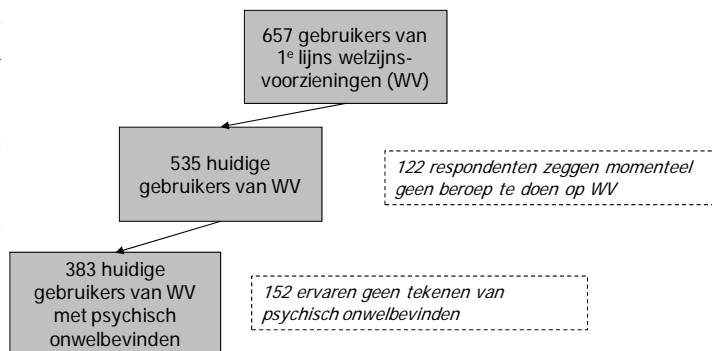 657 gebruikers van
1e lijns welzijns-
voorzieningen (WV)
535 huidige
gebruikers van WV
122 respondenten zeggen momenteel
geen beroep te doen op WV
383 huidige
gebruikers van WV
met psychisch
onwelbevinden
152 ervaren geen tekenen van
psychisch onwelbevinden